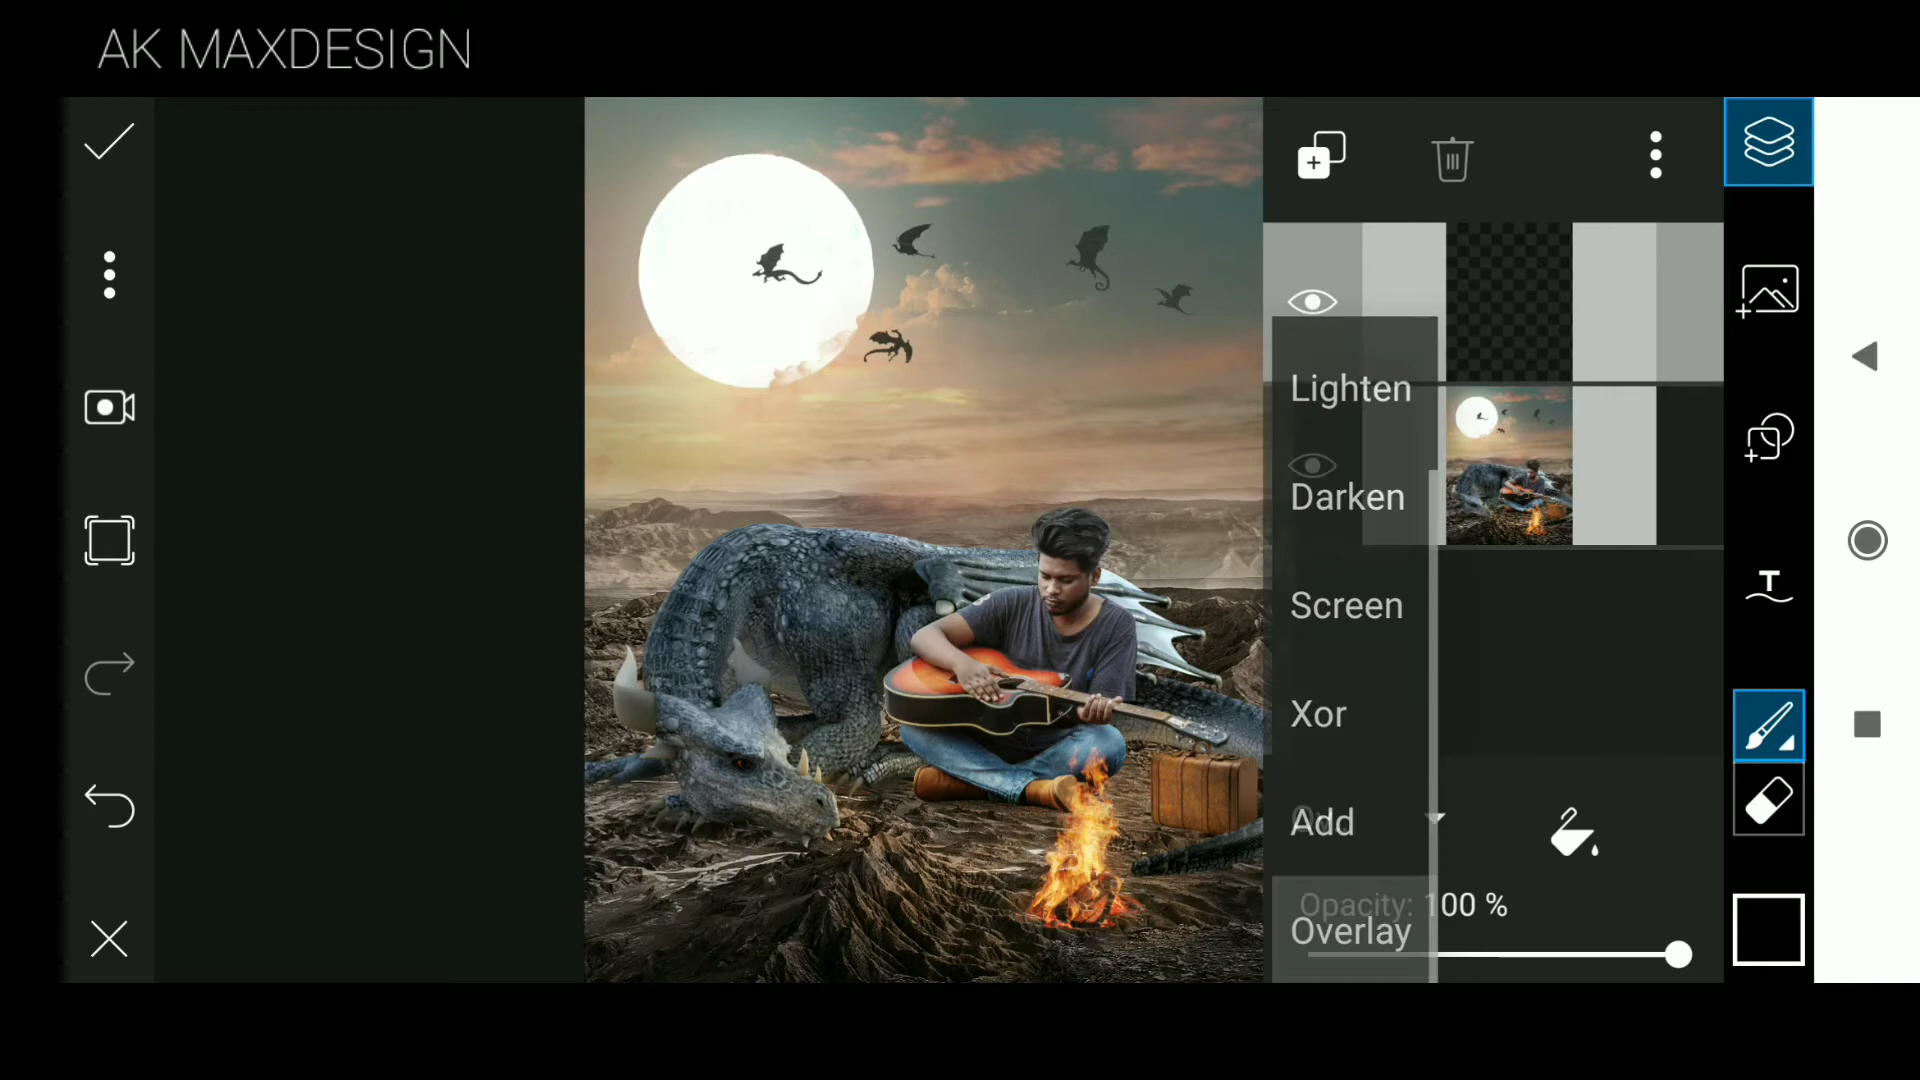 AK MAXDESIGN
Lighten
Darken
Screen
Xor
Add
Opacity: 100 %
Overlay
T